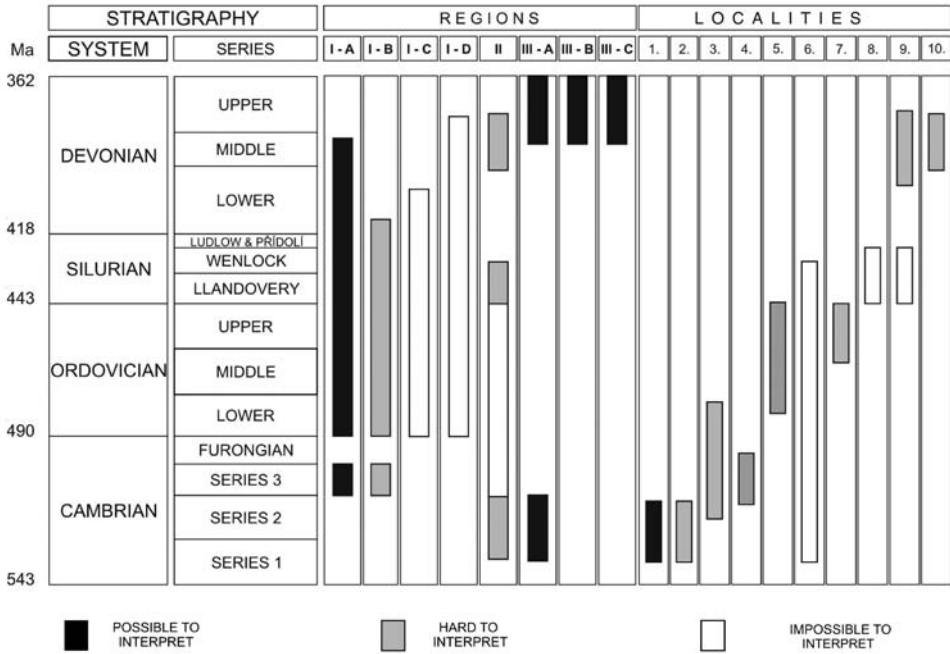 STRATIGRAPHY REGIONS LOCALITIES
Ma SYSTEM SERIES I - A I - B I - C I - D II III - A III - B III - C 1. 2. 3. 4. 5. 6. 7. 8. 9. 10.
362
UPPER
DEVONIAN MIDDLE
LOWER
418
LUDLOW & PŘÍDOLÍ
SILURIAN WENLOCK
LLANDOVERY
443
UPPER
ORDOVICIAN MIDDLE
LOWER
490
FURONGIAN
SERIES 3
CAMBRIAN SERIES 2
SERIES 1
543
POSSIBLE TO HARD TO IMPOSSIBLE TO
INTERPRET INTERPRET INTERPRET